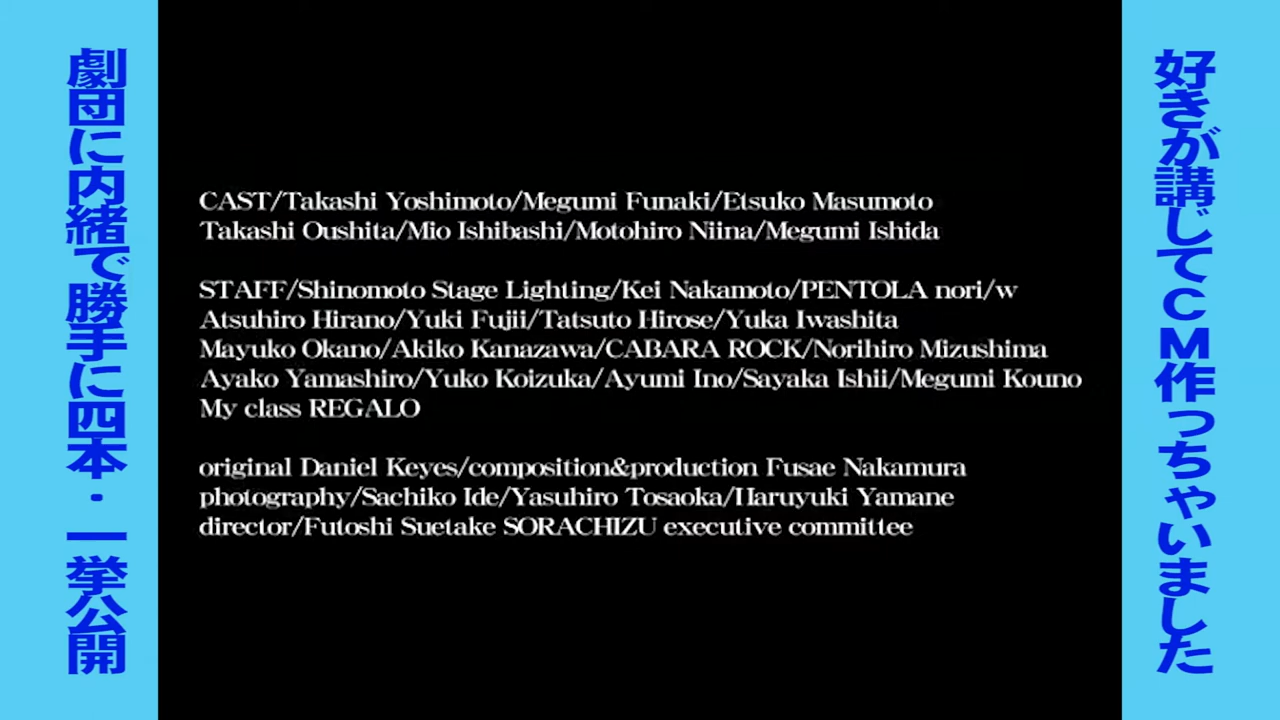 好きが講じてCM作っちゃいました
劇団に内緒で勝手に四本・一挙公開
CAST/Takashi Yoshimoto/Megumi Funaki/Etsuko Masumoto
Takashi Oushita/Mio Ishibashi/Motohiro Niina/Megumi Ishida
STAFF/Shinomoto Stage Lighting/Kei Nakamoto/PENTOLA nori/w
Atsuhiro Hirano/Yuki Fujii/Tatsuto Hirose/Yuka Iwashita
Mayuko Okano/Akiko Kanazawa/CABARA ROCK/Norihiro Mizushima
Ayako Yamashiro/Yuko Koizuka/Ayumi Ino/Sayaka Ishii/Megumi Kouno
My class REGALO
original Daniel Keyes/composition&production Fusae Nakamura
photography/Sachiko Ide/Yasuhiro Tosaoka/Haruyuki Yamane
director/Futoshi Suetake SORACHIZU executive committee